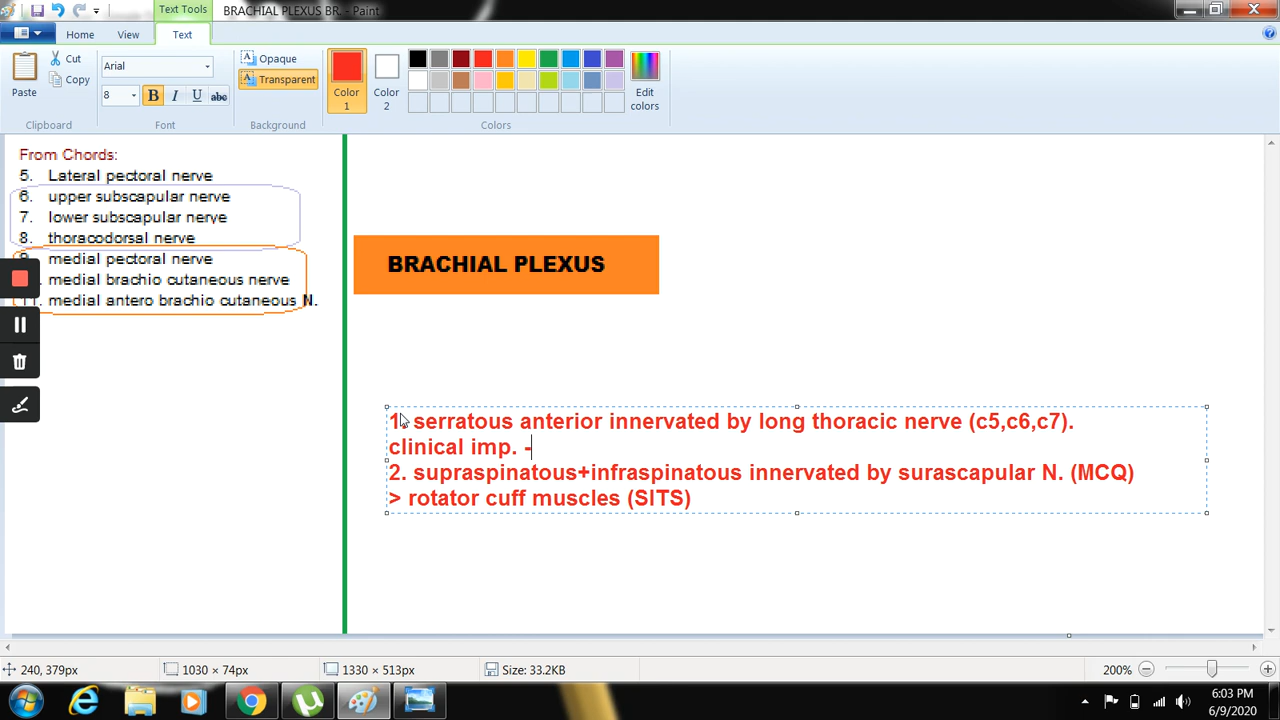 Text Tools
BRACHIAL PLEXUS BR. - Paint
Home
View
Text
Paste
Cut
Copy
Clipboard
Arial
8
B I U abc
Font
Opaque
Transparent
Background
Color
1
Color
2
Edit
colors
Colors
From Chords:
5. Lateral pectoral nerve
6. upper subscapular nerve
7. lower subscapular nerve
8. thoracodorsal nerve
medial pectoral nerve
medial brachio cutaneous nerve
medial antero brachio cutaneous N.
BRACHIAL PLEXUS
1. serratous anterior innervated by long thoracic nerve (c5,c6,c7).
clinical imp. -
2. supraspinatous+infraspinatous innervated by surascapular N. (MCQ)
> rotator cuff muscles (SITS)
240, 379px
1030 × 74px
1330 × 513px
Size: 33.2KB
200%
6:03 PM
6/9/2020